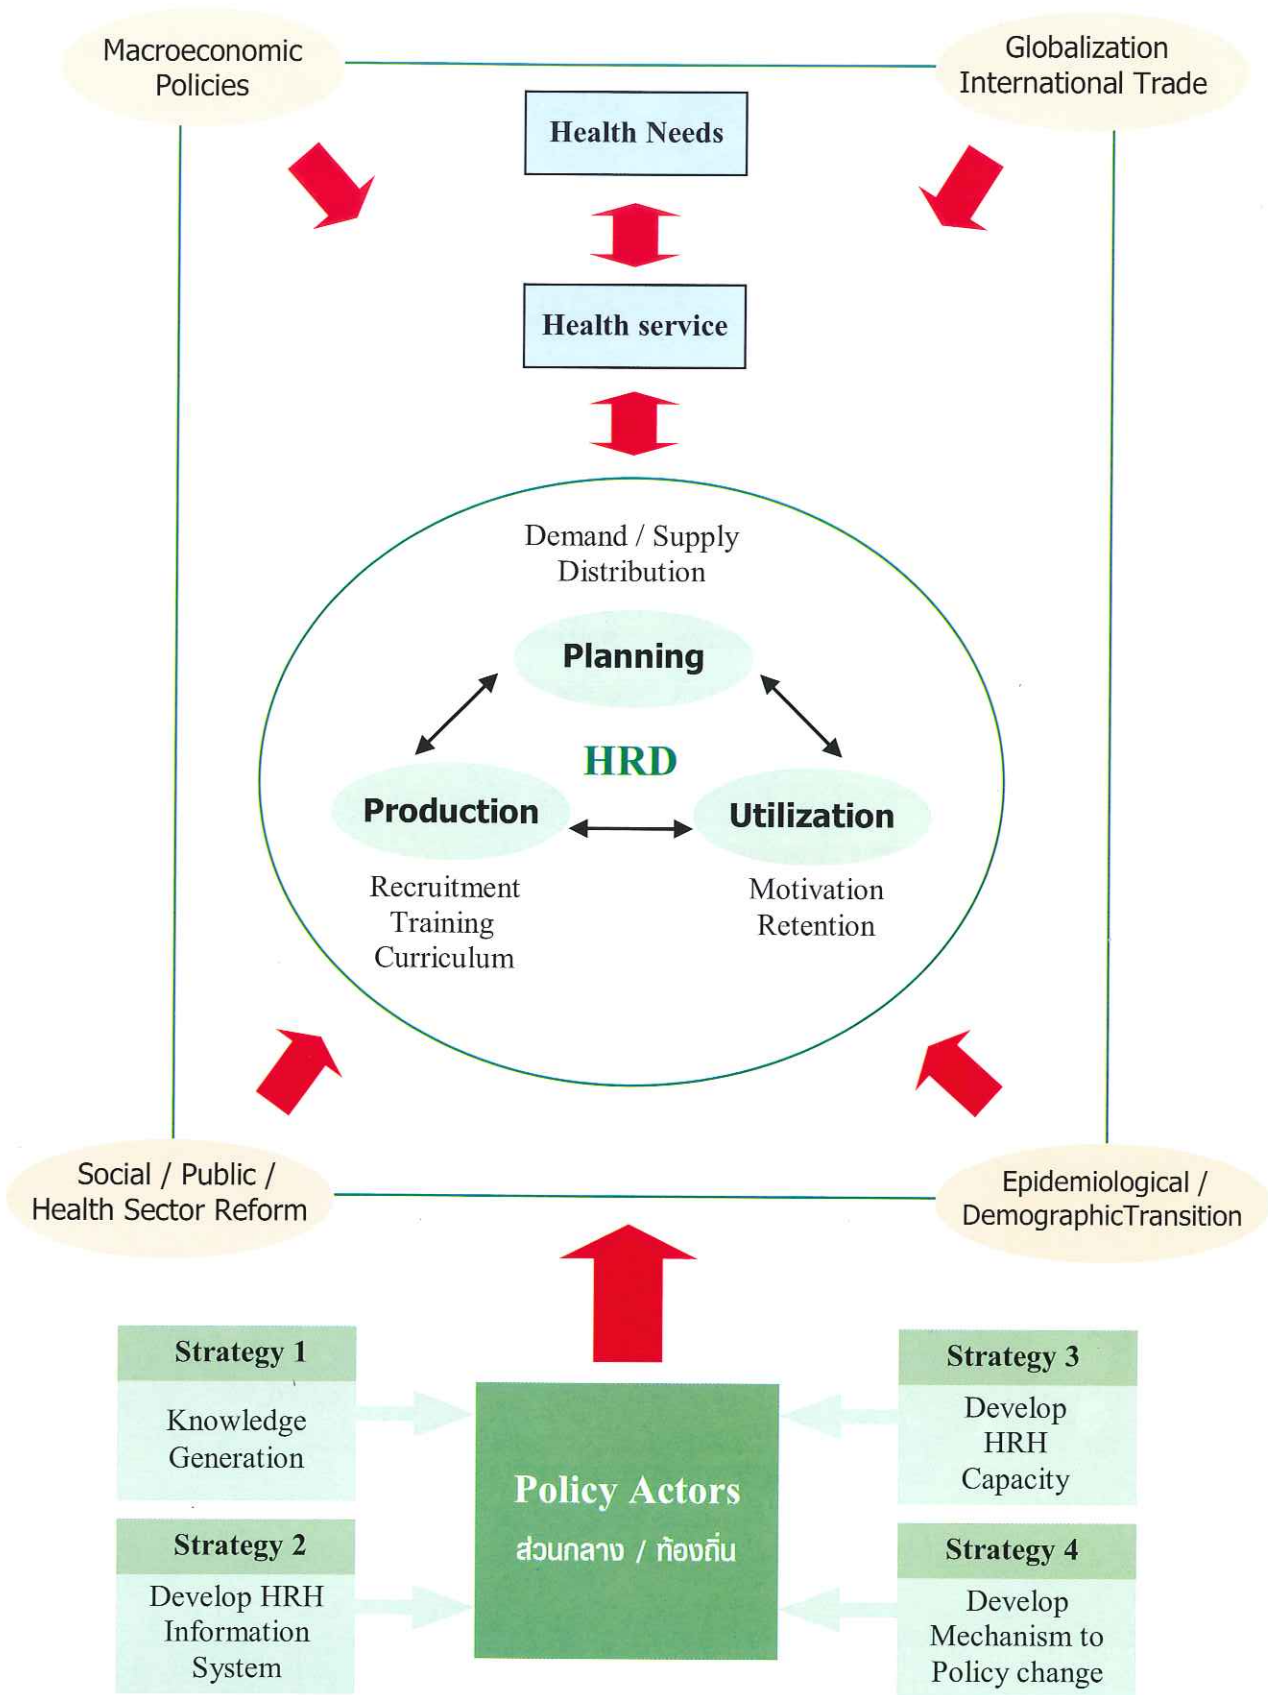 Macroeconomic
Policies
Globalization
International Trade
Health Needs
Health service
Demand / Supply
Distribution
Planning
HRD
Production
Utilization
Recruitment
Training
Curriculum
Motivation
Retention
Social / Public /
Health Sector Reform
Epidemiological /
DemographicTransition
Strategy 1
Knowledge
Generation
Strategy 2
Develop HRH
Information
System
Policy Actors
ส่วนกลาง / ท้องถิ่น
Strategy 3
Develop
HRH
Capacity
Strategy 4
Develop
Mechanism to
Policy change